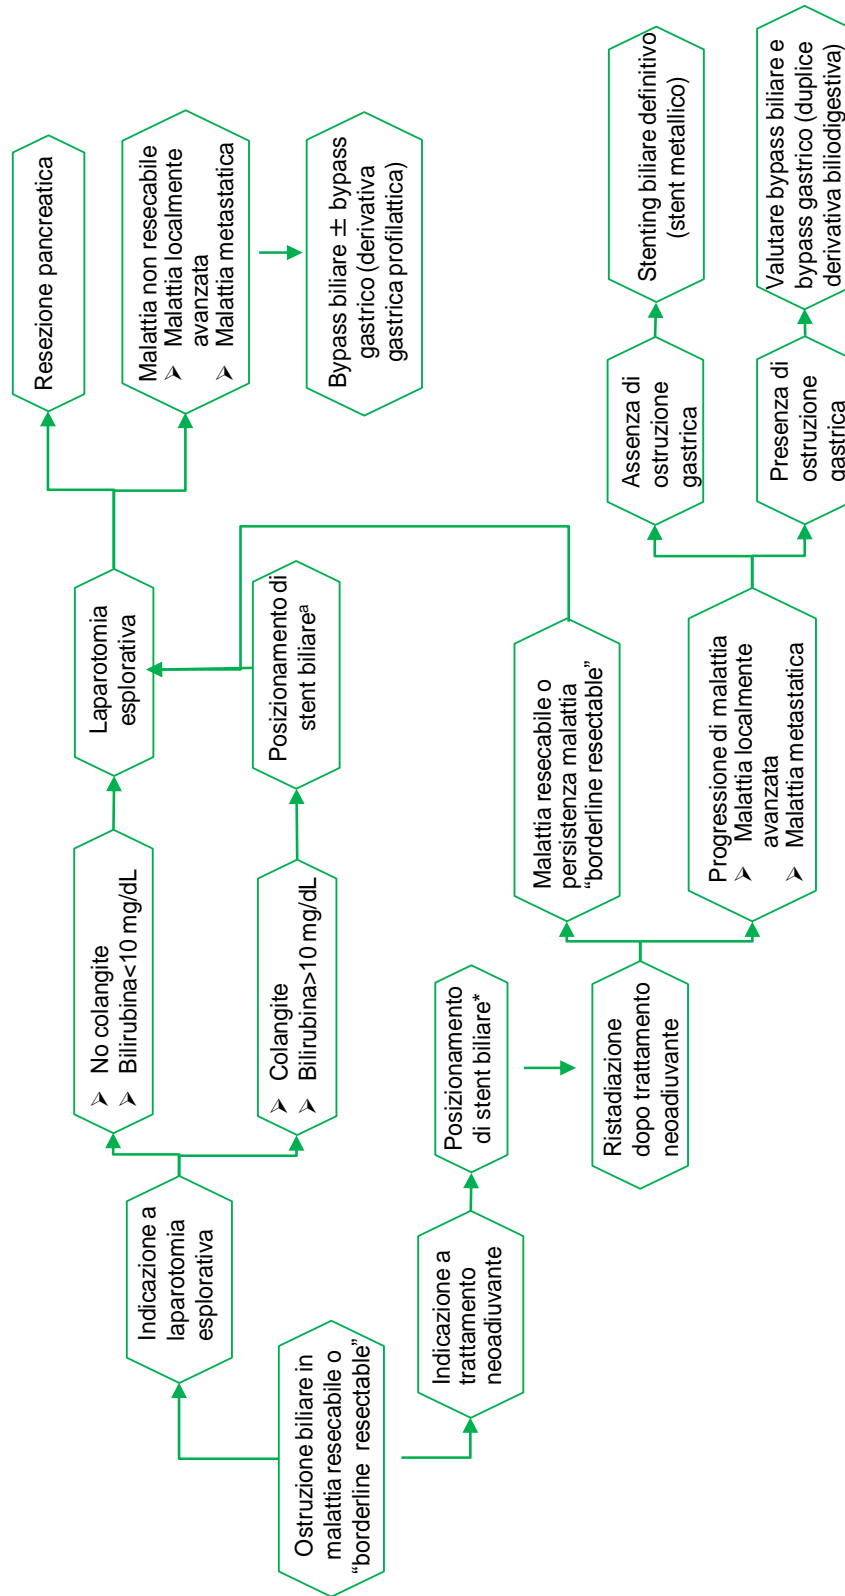 Ostruzione biliare in
malattia resecabile o
“borderline resectable”
Indicazione a
laparotomia
esplorativa
➢ No colangite
➢ Bilirubina<10 mg/dL
Laparotomia
esplorativa
Resezione pancreatica
Colangite
➢ Colangite
➢ Bilirubina>10 mg/dL
Posizionamento di
stent biliareᵃ
Malattia non resecabile
➢ Malattia localmente
avanzata
➢ Malattia metastatica
Bypass biliare ± bypass
gastrico (derivativa
gastrica profilattica)
Indicazione a
trattamento
neoadiuvante
Posizionamento
di stent biliare*
Ristadiazione
dopo trattamento
neoadiuvante
Malattia resecabile o
persistenza malattia
“borderline resectable”
Progressione di malattia
➢ Malattia localmente
avanzata
➢ Malattia metastatica
Assenza di
ostruzione
gastrica
Stenting biliare definitivo
(stent metallico)
Presenza di
ostruzione
gastrica
Valutare bypass biliare e
bypass gastrico (duplice
derivativa biliodigestiva)